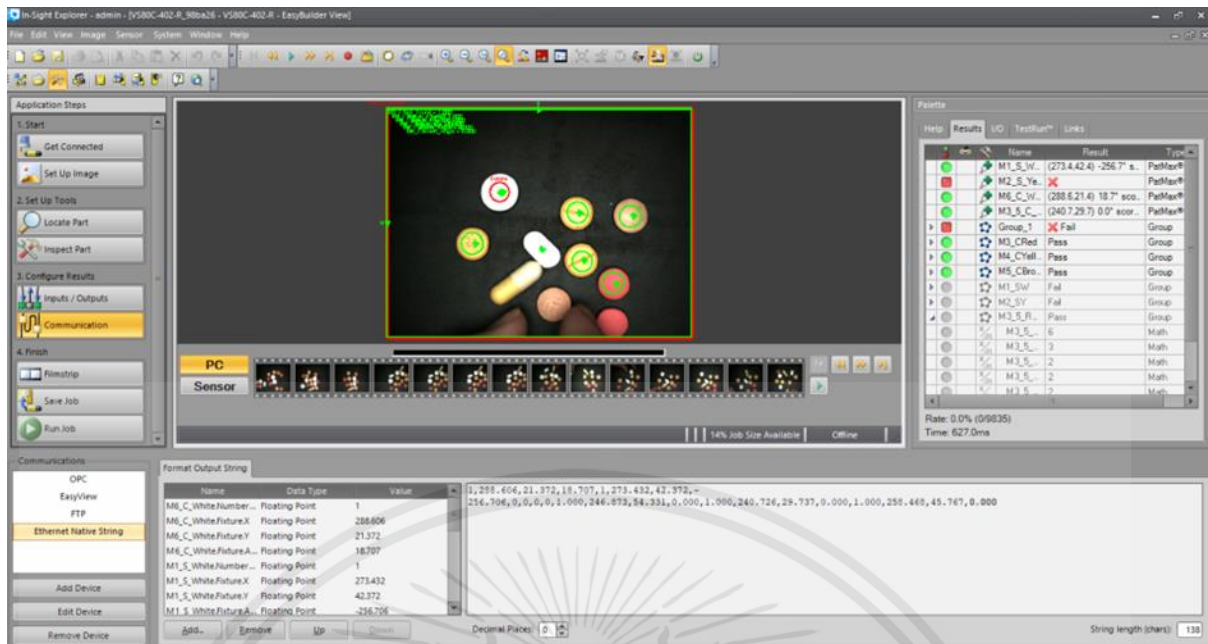 In-Sight Explorer - admin - [VS80C-402-R_98ba26 - VS80C-402-R - EasyBuilder View]
File Edit View Image Sensor System Window Help
Application Steps
1. Start
Get Connected
Set Up Image
2. Set Up Tools
Locate Part
Inspect Part
3. Configure Results
Inputs / Outputs
Communication
4. Finish
Filmstrip
Save Job
Run Job
PC
Sensor
14% Job Size Available
Offline
Palette
Help Results I/O TestRun™ Links
Name Result Type
M1_S_W.. (273.4,42.4) -256.7° s.. PatMax®
M2_S_Ye.. PatMax®
M6_C_W.. (288.6,21.4) 18.7° sco.. PatMax®
M3_5_C_.. (240.7,29.7) 0.0° scor.. PatMax®
Group_1 Fail Group
M3_CRed Pass Group
M4_CYell.. Pass Group
M5_CBro.. Pass Group
M1_SW Fail Group
M2_SY Fail Group
M3_5_R.. Pass Group
M3_5_.. 6 Math
M3_5_.. 3 Math
M3_5_.. 2 Math
M3_5_.. 2 Math
M3_5_.. 2 Math
Rate: 0.0% (0/9835)
Time: 627.0ms
Communications
OPC
EasyView
FTP
Ethernet Native String
Add Device
Edit Device
Remove Device
Format Output String
Name Data Type Value
M6_C_White.Number... Floating Point 1
M6_C_White.Fixture.X Floating Point 288.606
M6_C_White.Fixture.Y Floating Point 21.372
M6_C_White.Fixture.A... Floating Point 18.707
M1_S_White.Number... Floating Point 1
M1_S_White.Fixture.X Floating Point 273.432
M1_S_White.Fixture.Y Floating Point 42.372
M1_S_White.Fixture.A... Floating Point -256.706
Add... Remove Up Down
1,288.606,21.372,18.707,1,273.432,42.372,-
256.706,0,0,0,0,1.000,246.873,54.331,0.000,1.000,240.726,29.737,0.000,1.000,258.468,45.767,0.000
Decimal Places: 0
String length (chars): 138